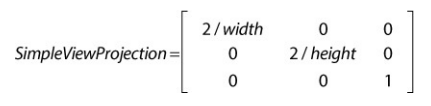 2 / width 0 0
SimpleViewProjection = 0 2 / height 0
0 0 1